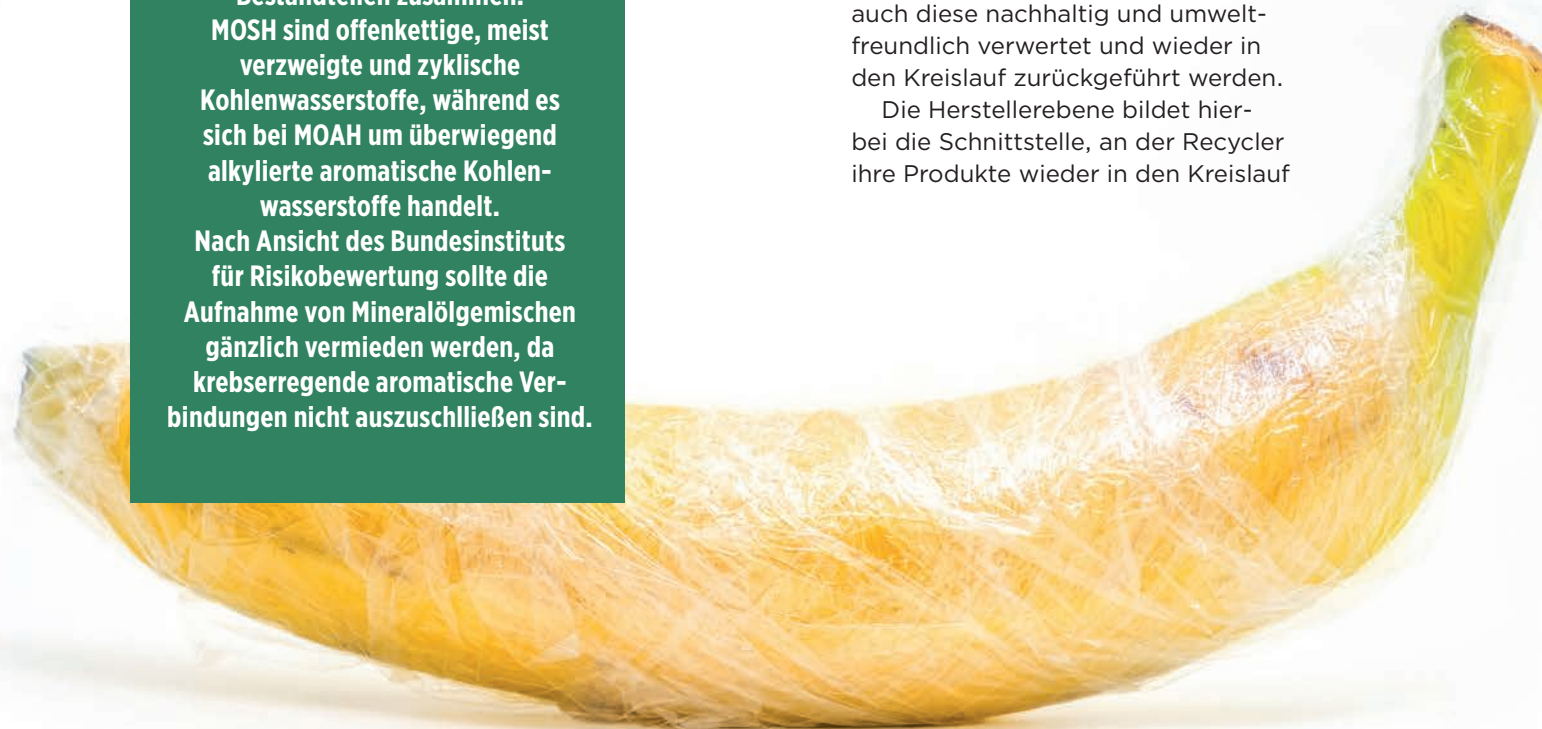 Bestandteilen zusammen.
MOSH sind offenkettige, meist
verzweigte und zyklische
Kohlenwasserstoffe, während es
sich bei MOAH um überwiegend
alkylierte aromatische Kohlen-
wasserstoffe handelt.
Nach Ansicht des Bundesinstituts
für Risikobewertung sollte die
Aufnahme von Mineralölgemischen
gänzlich vermieden werden, da
krebserregende aromatische Ver-
bindungen nicht auszuschlließen sind.
auch diese nachhaltig und umwelt-
freundlich verwertet und wieder in
den Kreislauf zurückgeführt werden.
Die Herstellerebene bildet hier-
bei die Schnittstelle, an der Recycler
ihre Produkte wieder in den Kreislauf